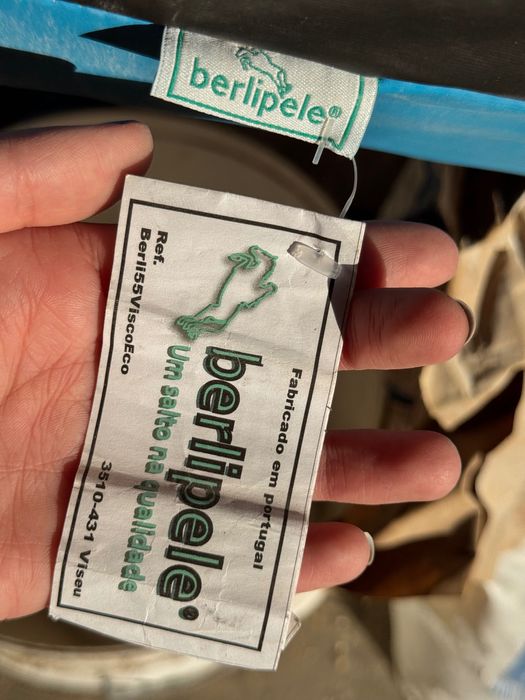 berlipele®
Fabricado em portugal
berlipele®
Um salto na qualidade
Ref.
Berli55ViscoEco
3510-431 Viseu